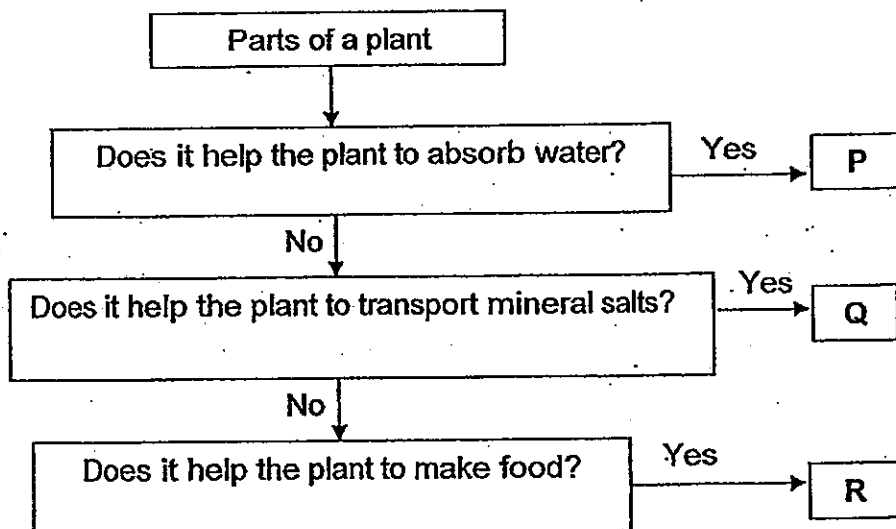 Parts of a plant
Does it help the plant to absorb water?
Yes
P
No
Does it help the plant to transport mineral salts?
Yes
Q
No
Does it help the plant to make food?
Yes
R